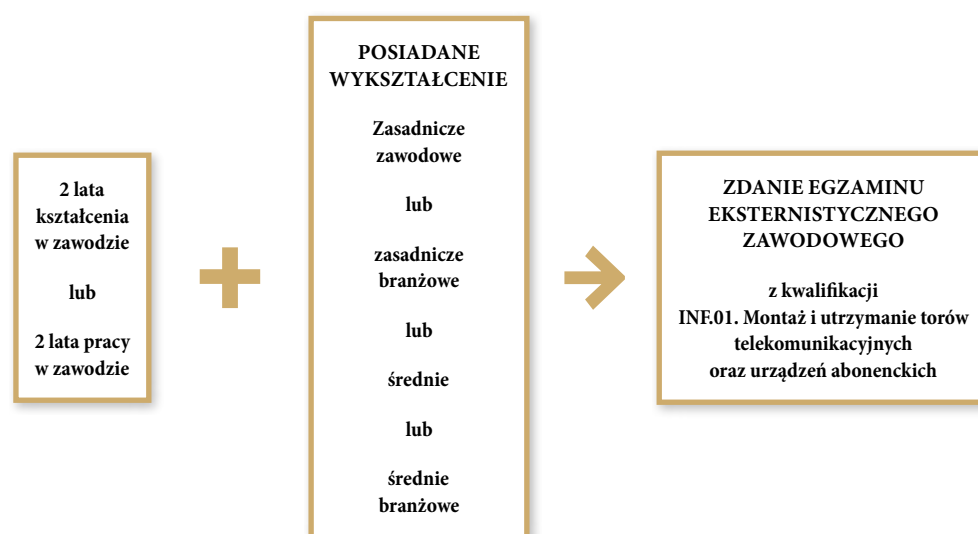 2 lata
kształcenia
w zawodzie
lub
2 lata pracy
w zawodzie
POSIADANE
WYKSZTAŁCENIE
Zasadnicze
zawodowe
lub
zasadnicze
branżowe
lub
średnie
lub
średnie
branżowe
ZDANIE EGZAMINU
EKSTERNISTYCZNEGO
ZAWODOWEGO
z kwalifikacji
INF.01. Montaż i utrzymanie torów
telekomunikacyjnych
oraz urządzeń abonenckich